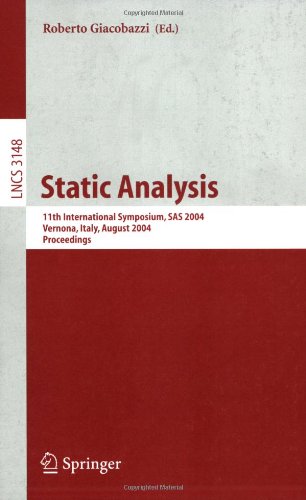 Roberto Giacobazzi (Ed.)
LNCS 3148
Static Analysis
11th International Symposium, SAS 2004
Vernona, Italy, August 2004
Proceedings
Springer